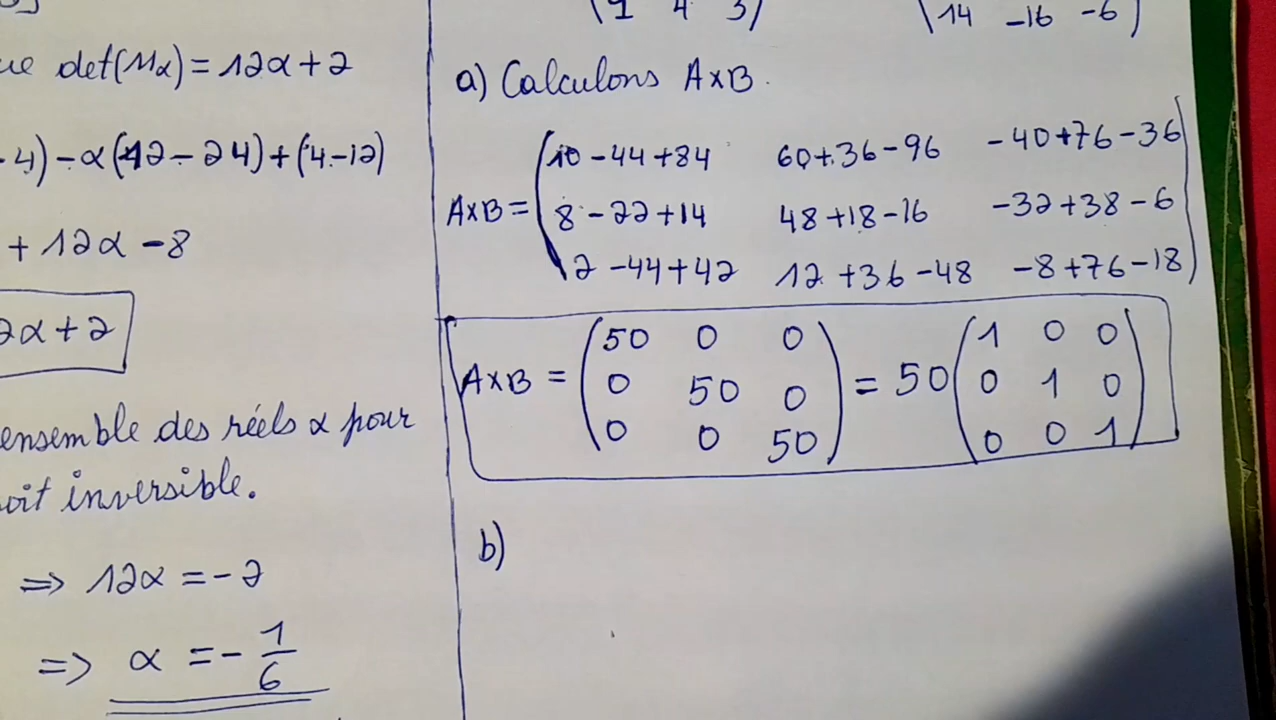 ue det(Mα) = 12α + 2
- 4) - α(12 - 24) + (4 - 12)
+ 12α - 8
2α + 2
ensemble des réels α pour
oit inversible.
=> 12α = -2
=> α = - 1/6
(1 4 3) (14 -16 -6)
a) Calculons A×B.
A×B = (10 - 44 + 84 60 + 36 - 96 -40 + 76 - 36
8 - 22 + 14 48 + 18 - 16 -32 + 38 - 6
2 - 44 + 42 12 + 36 - 48 -8 + 76 - 18)
A×B = (50 0 0
0 50 0
0 0 50) = 50 (1 0 0
0 1 0
0 0 1)
b)